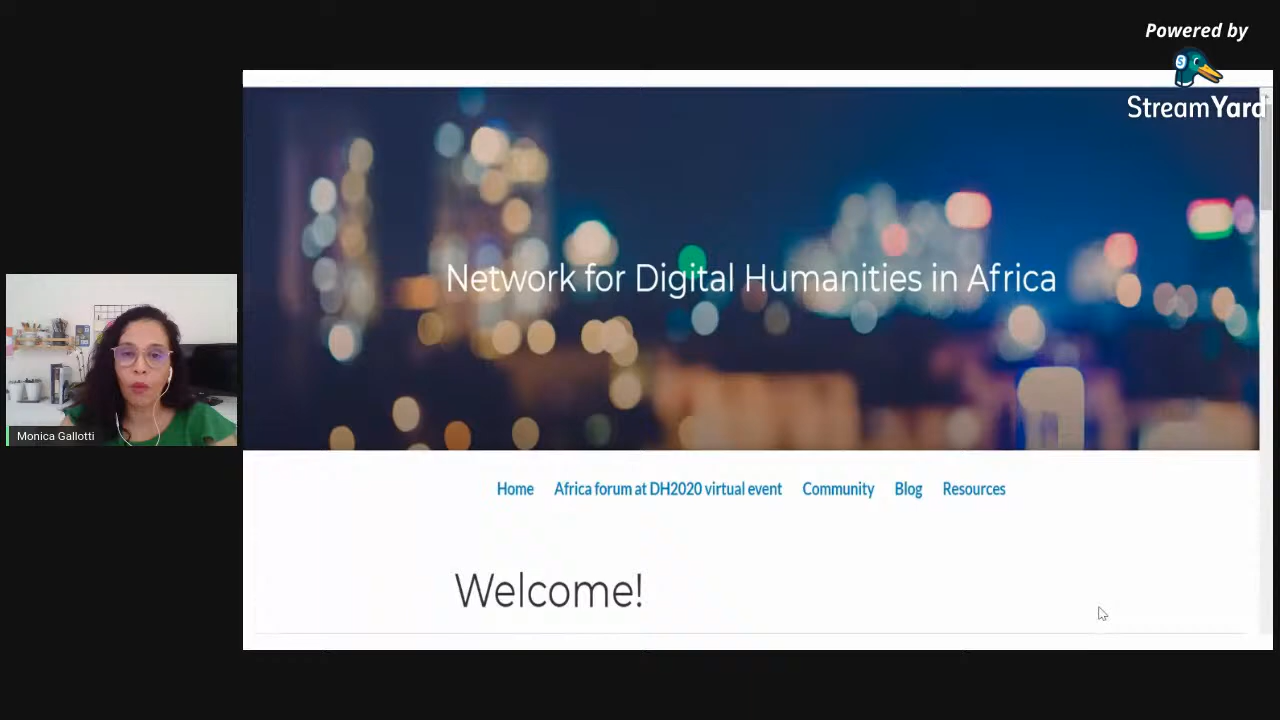 Powered by
StreamYard
Network for Digital Humanities in Africa
Monica Gallotti
Home Africa forum at DH2020 virtual event Community Blog Resources
Welcome!